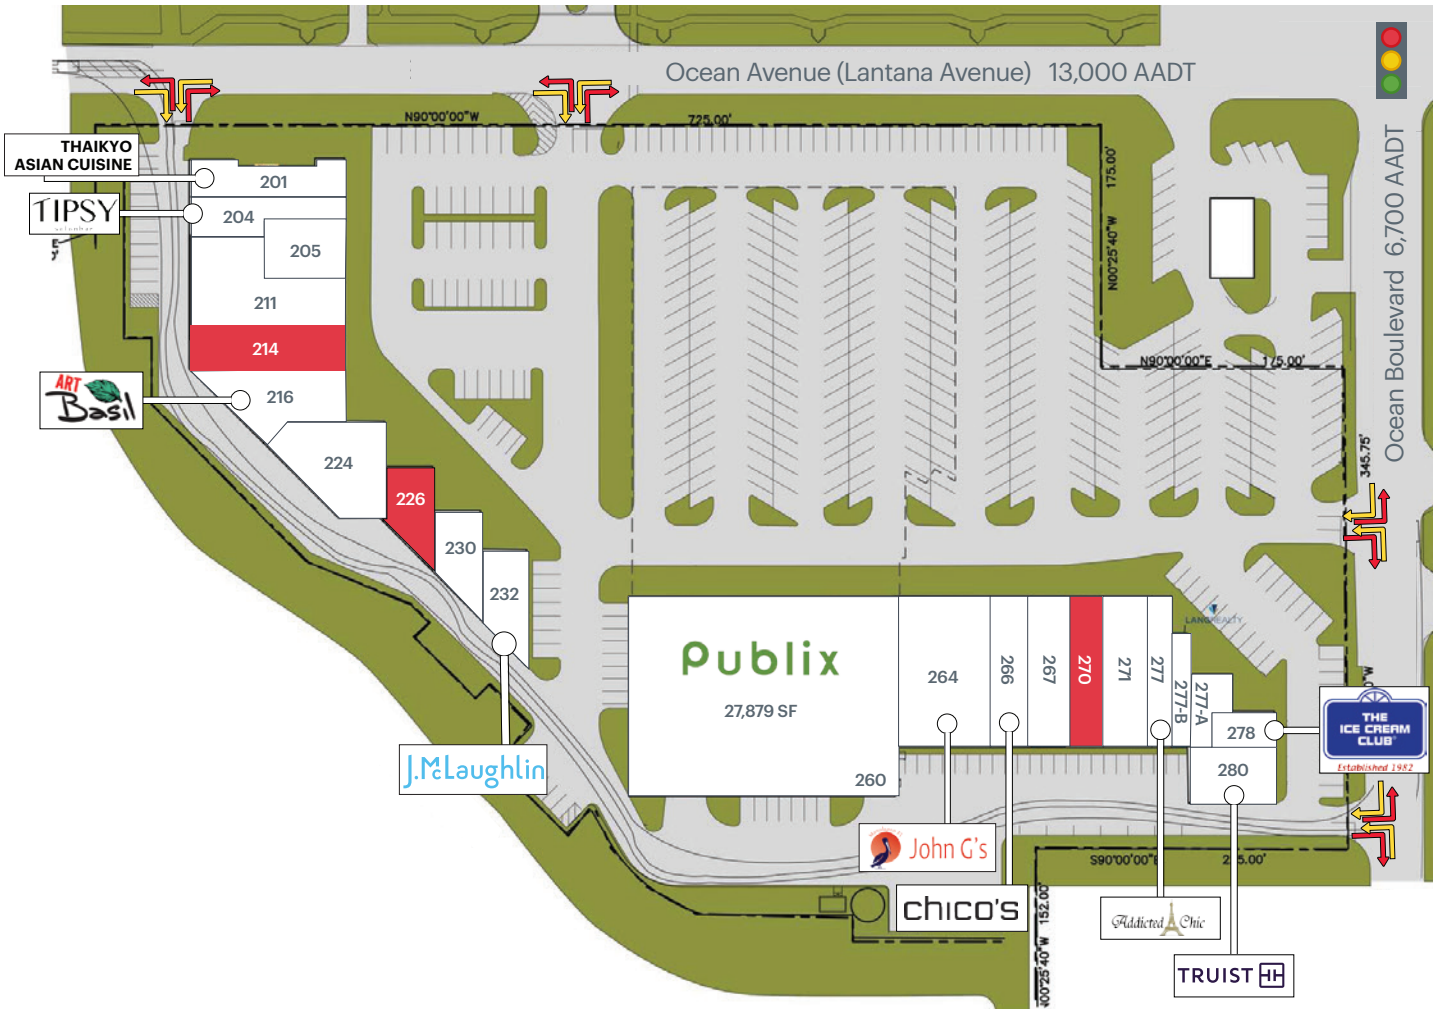 Ocean Avenue (Lantana Avenue) 13,000 AADT
N90°00'00"W
725.00'
Ocean Boulevard 6,700 AADT
175.00'
N00°25'40"W
THAIKYO
ASIAN CUISINE
201
TIPSY
204
205
211
214
ART
Basil
216
224
226
230
232
N90°00'00"E
175.00'
345.75'
J.McLaughlin
Publix
27,879 SF
260
264
266
267
270
271
277
277-B
277-A
278
280
LANGREALTY
THE
ICE CREAM
CLUB
Established 1982
John G's
chico's
Addicted Chic
TRUIST
S90°00'00"E
152.00'
N00°25'40"W